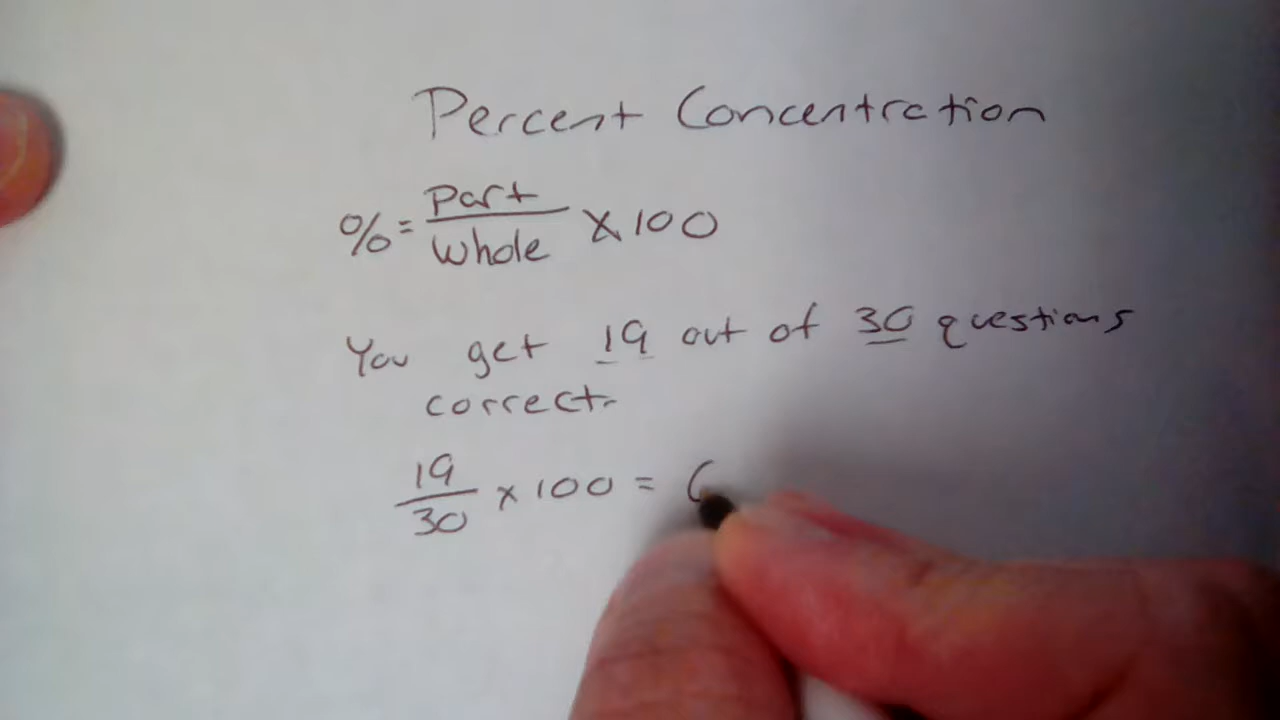 Percent Concentration
% = part/whole × 100
You get 19 out of 30 questions
correct.
19/30 × 100 =